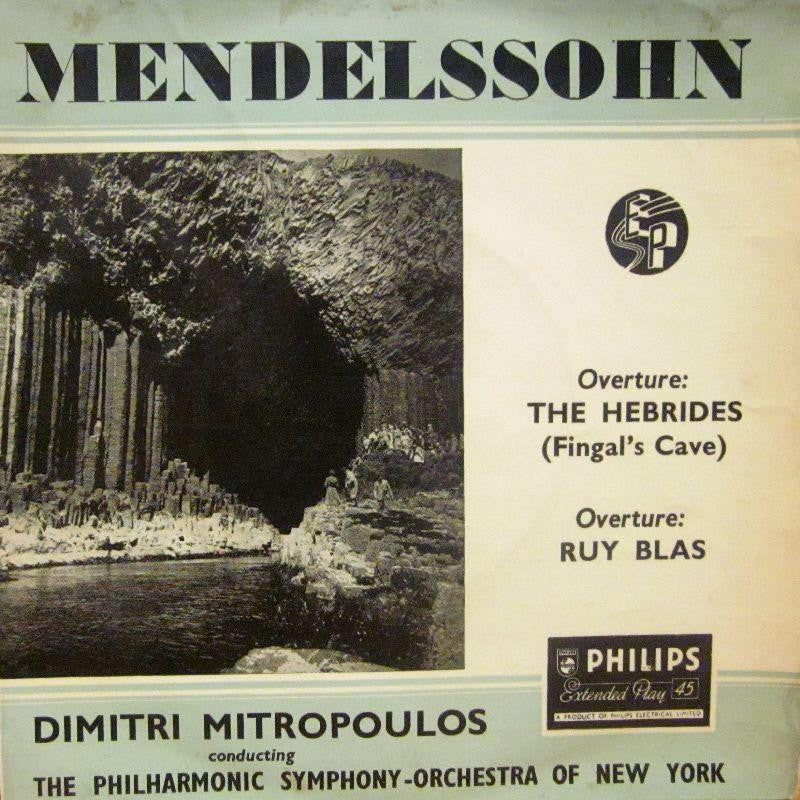 MENDELSSOHN
EP
Overture:
THE HEBRIDES
(Fingal's Cave)
Overture:
RUY BLAS
PHILIPS
Extended Play 45
A PRODUCT OF PHILIPS ELECTRICAL LIMITED
DIMITRI MITROPOULOS
conducting
THE PHILHARMONIC SYMPHONY-ORCHESTRA OF NEW YORK